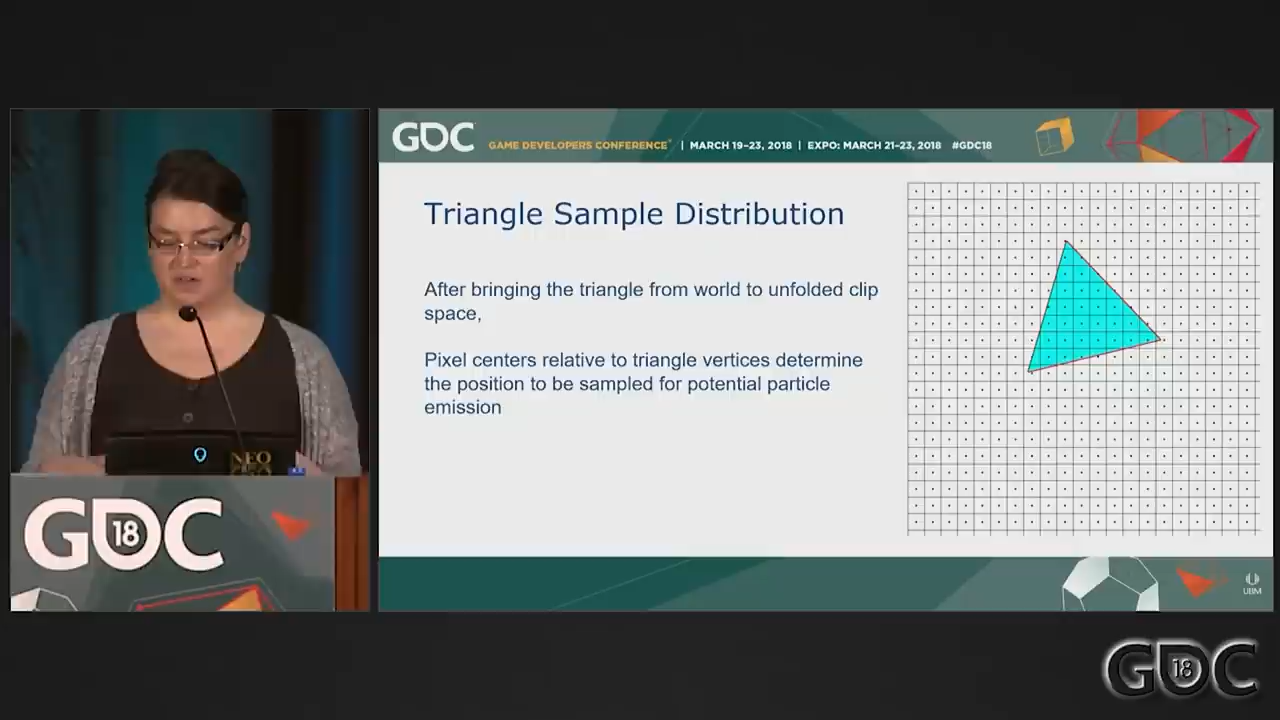 GDC
GAME DEVELOPERS CONFERENCE | MARCH 19–23, 2018 | EXPO: MARCH 21–23, 2018 #GDC18
Triangle Sample Distribution
After bringing the triangle from world to unfolded clip
space,
Pixel centers relative to triangle vertices determine
the position to be sampled for potential particle
emission
NEO
GDC
18
UBM
GDC
18